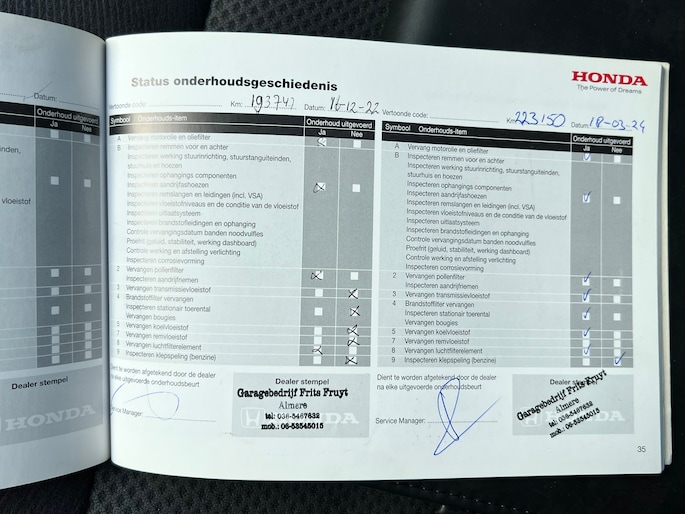 Status onderhoudsgeschiedenis
HONDA
The Power of Dreams
Datum:
Onderhoud uitgevoerd
Ja Nee
vloeistof
Dealer stempel
HONDA
Vertoonde code: Km: 193747 Datum: 16-12-22
Symbool Onderhouds-item Onderhoud uitgevoerd
Ja Nee
A Vervang motorolie en oliefilter
B Inspecteren remmen voor en achter
Inspecteren werking stuurinrichting, stuurstanguiteinden,
stuurhuis en hoezen
Inspecteren ophangings componenten
Inspecteren aandrijfashoezen
Inspecteren remslangen en leidingen (incl. VSA)
Inspecteren vloeistofniveaus en de conditie van de vloeistof
Inspecteren uitlaatsysteem
Inspecteren brandstofleidingen en ophanging
Controle vervangingsdatum banden noodvulfles
Proefrit (geluid, stabiliteit, werking dashboard)
Controle werking en afstelling verlichting
Inspecteren corrosievorming
2 Vervangen pollenfilter
Inspecteren aandrijfriemen
3 Vervangen transmissievloeistof
4 Brandstoffilter vervangen
Inspecteren stationair toerental
Vervangen bougies
5 Vervangen koelvloeistof
7 Vervangen remvloeistof
8 Vervangen luchtfilterelement
9 Inspecteren klepspeling (benzine)
Dient te worden afgetekend door de dealer
na elke uitgevoerde onderhoudsbeurt
Service Manager:
Dealer stempel
HONDA
Garagebedrijf Frits Fruyt
Almere
tel: 036-5467632
mob.: 06-53545015
Vertoonde code: Km: 223150 Datum: 18-03-24
Symbool Onderhouds-item Onderhoud uitgevoerd
Ja Nee
A Vervang motorolie en oliefilter
B Inspecteren remmen voor en achter
Inspecteren werking stuurinrichting, stuurstanguiteinden,
stuurhuis en hoezen
Inspecteren ophangings componenten
Inspecteren aandrijfashoezen
Inspecteren remslangen en leidingen (incl. VSA)
Inspecteren vloeistofniveaus en de conditie van de vloeistof
Inspecteren uitlaatsysteem
Inspecteren brandstofleidingen en ophanging
Controle vervangingsdatum banden noodvulfles
Proefrit (geluid, stabiliteit, werking dashboard)
Controle werking en afstelling verlichting
Inspecteren corrosievorming
2 Vervangen pollenfilter
Inspecteren aandrijfriemen
3 Vervangen transmissievloeistof
4 Brandstoffilter vervangen
Inspecteren stationair toerental
Vervangen bougies
5 Vervangen koelvloeistof
7 Vervangen remvloeistof
8 Vervangen luchtfilterelement
9 Inspecteren klepspeling (benzine)
Dient te worden afgetekend door de dealer
na elke uitgevoerde onderhoudsbeurt
Service Manager:
Dealer stempel
HONDA
Garagebedrijf Frits Fruyt
Almere
tel: 036-5467632
mob.: 06-53545015
35